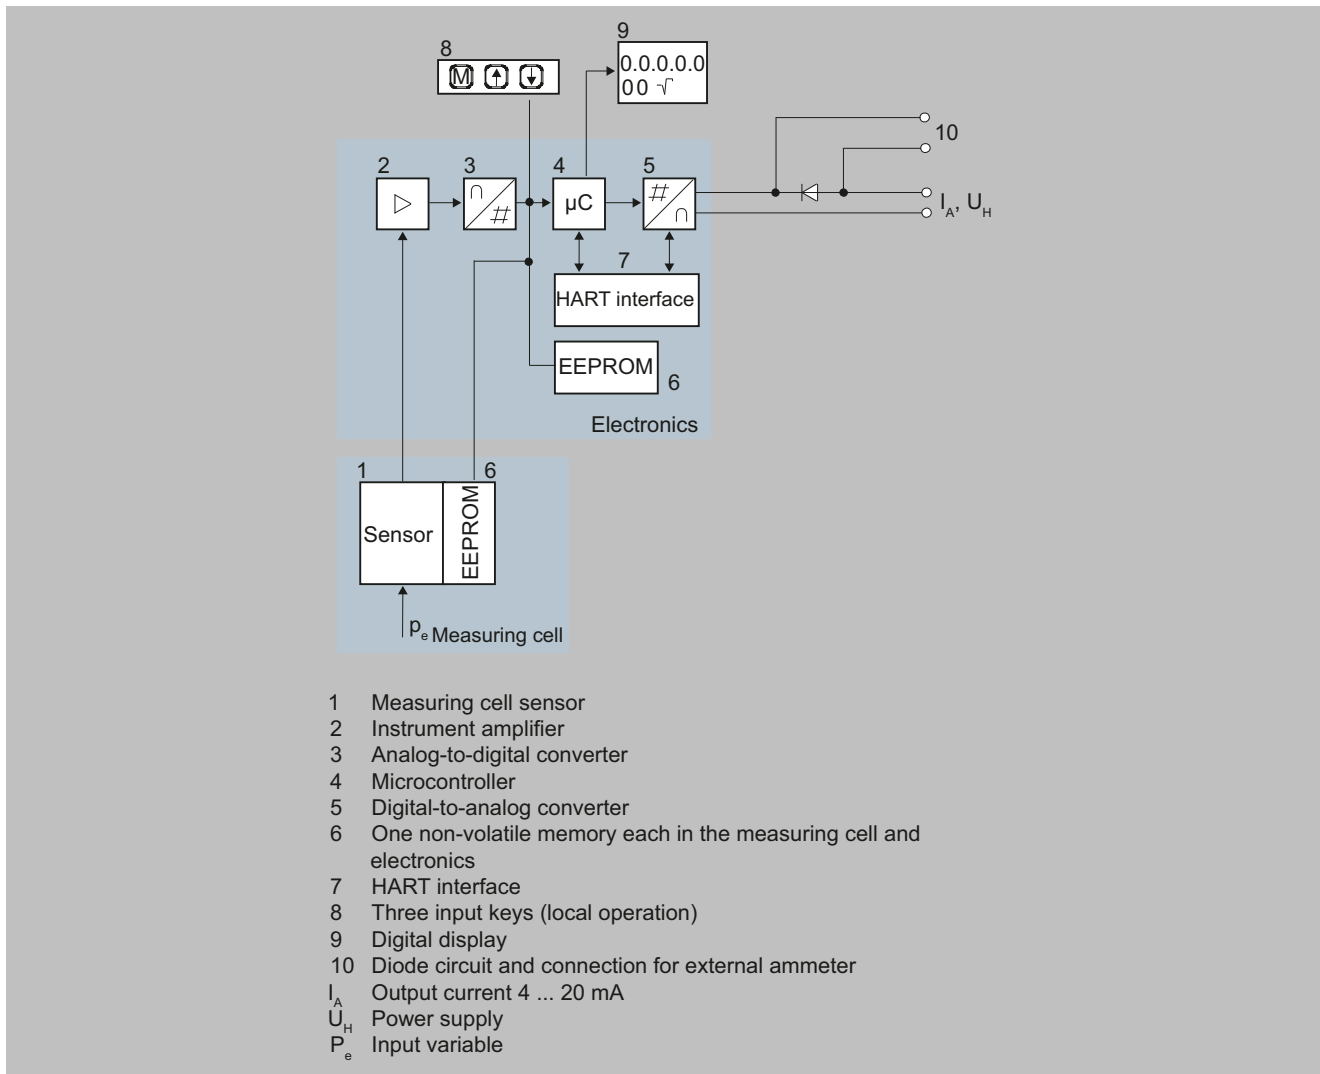 8
M
9
0.0.0.0.0
00 √
10
2
3
∩
#
4
µC
5
#
∩
I_A, U_H
7
HART interface
EEPROM
6
Electronics
1
6
Sensor
EEPROM
p_e Measuring cell
1 Measuring cell sensor
2 Instrument amplifier
3 Analog-to-digital converter
4 Microcontroller
5 Digital-to-analog converter
6 One non-volatile memory each in the measuring cell and
electronics
7 HART interface
8 Three input keys (local operation)
9 Digital display
10 Diode circuit and connection for external ammeter
I_A Output current 4 ... 20 mA
U_H Power supply
P_e Input variable